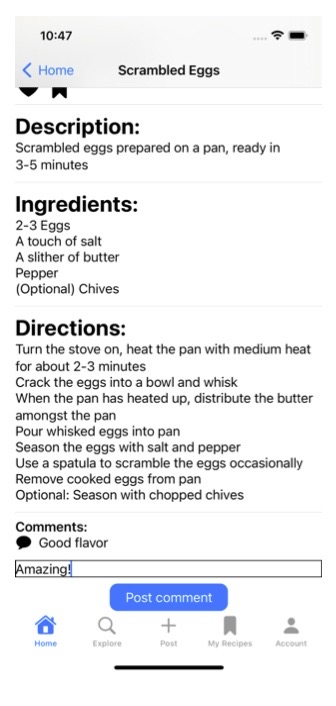 10:47
Home
Scrambled Eggs
Description:
Scrambled eggs prepared on a pan, ready in
3-5 minutes
Ingredients:
2-3 Eggs
A touch of salt
A slither of butter
Pepper
(Optional) Chives
Directions:
Turn the stove on, heat the pan with medium heat
for about 2-3 minutes
Crack the eggs into a bowl and whisk
When the pan has heated up, distribute the butter
amongst the pan
Pour whisked eggs into pan
Season the eggs with salt and pepper
Use a spatula to scramble the eggs occasionally
Remove cooked eggs from pan
Optional: Season with chopped chives
Comments:
Good flavor
Amazing!
Post comment
Home Explore Post My Recipes Account